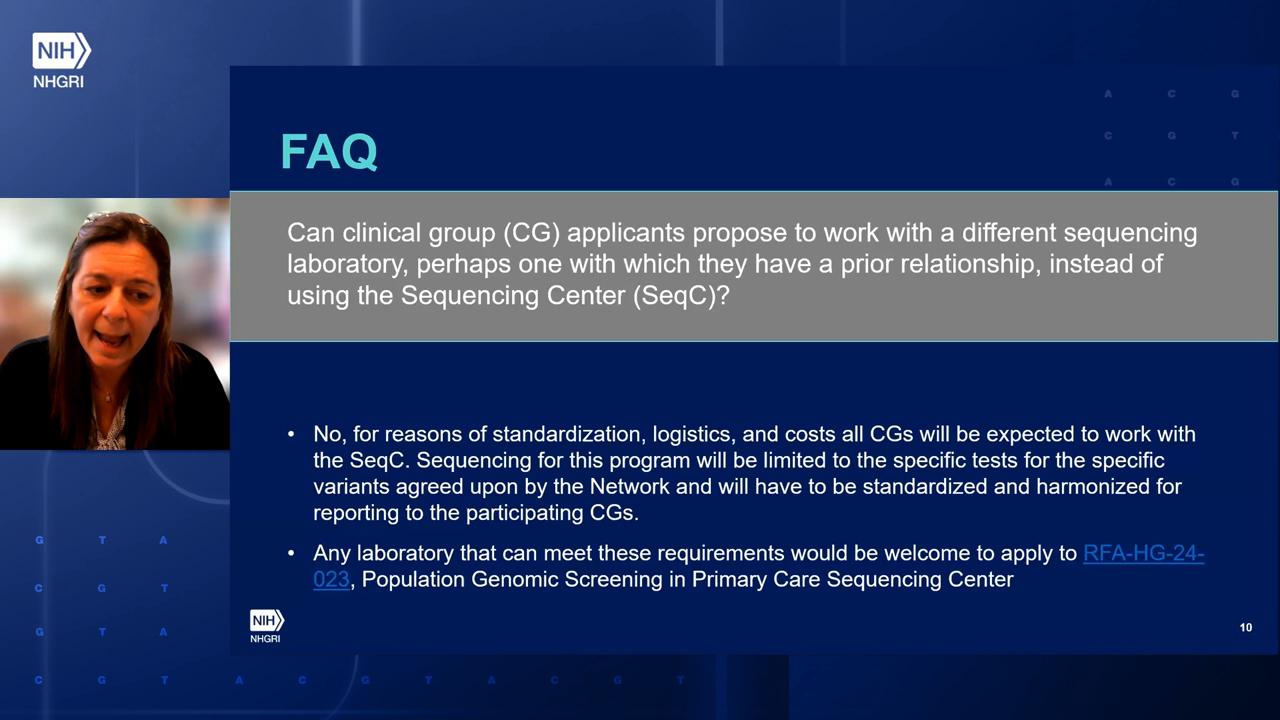 NIH
NHGRI
A C G
C G T
A C G
FAQ
Can clinical group (CG) applicants propose to work with a different sequencing
laboratory, perhaps one with which they have a prior relationship, instead of
using the Sequencing Center (SeqC)?
• No, for reasons of standardization, logistics, and costs all CGs will be expected to work with
the SeqC. Sequencing for this program will be limited to the specific tests for the specific
variants agreed upon by the Network and will have to be standardized and harmonized for
reporting to the participating CGs.
• Any laboratory that can meet these requirements would be welcome to apply to RFA-HG-24-
023, Population Genomic Screening in Primary Care Sequencing Center
NIH
NHGRI
10
G T A
C G T
G T A
C G T A C G T A C G T